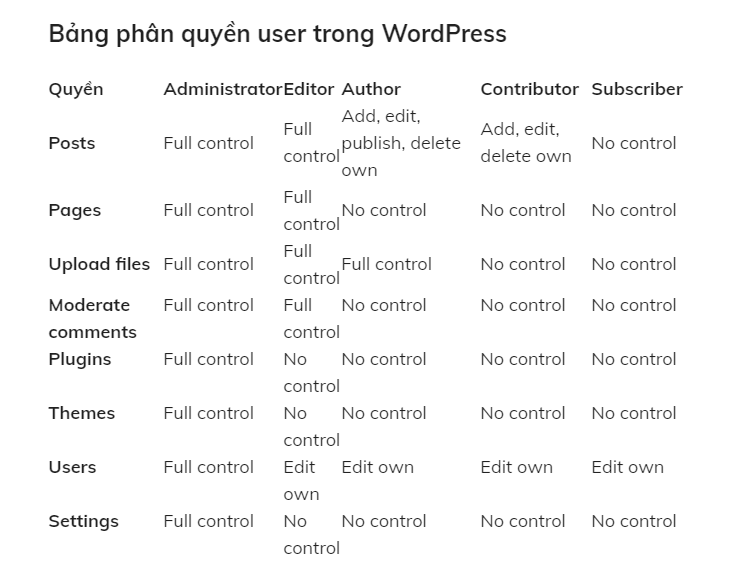 Bảng phân quyền user trong WordPress
Quyền Administrator Editor Author Contributor Subscriber
Posts Full control Full control Add, edit, publish, delete own Add, edit, delete own No control
Pages Full control Full control No control No control No control
Upload files Full control Full control Full control No control No control
Moderate comments Full control Full control No control No control No control
Plugins Full control No control No control No control No control
Themes Full control No control No control No control No control
Users Full control Edit own Edit own Edit own Edit own
Settings Full control No control No control No control No control